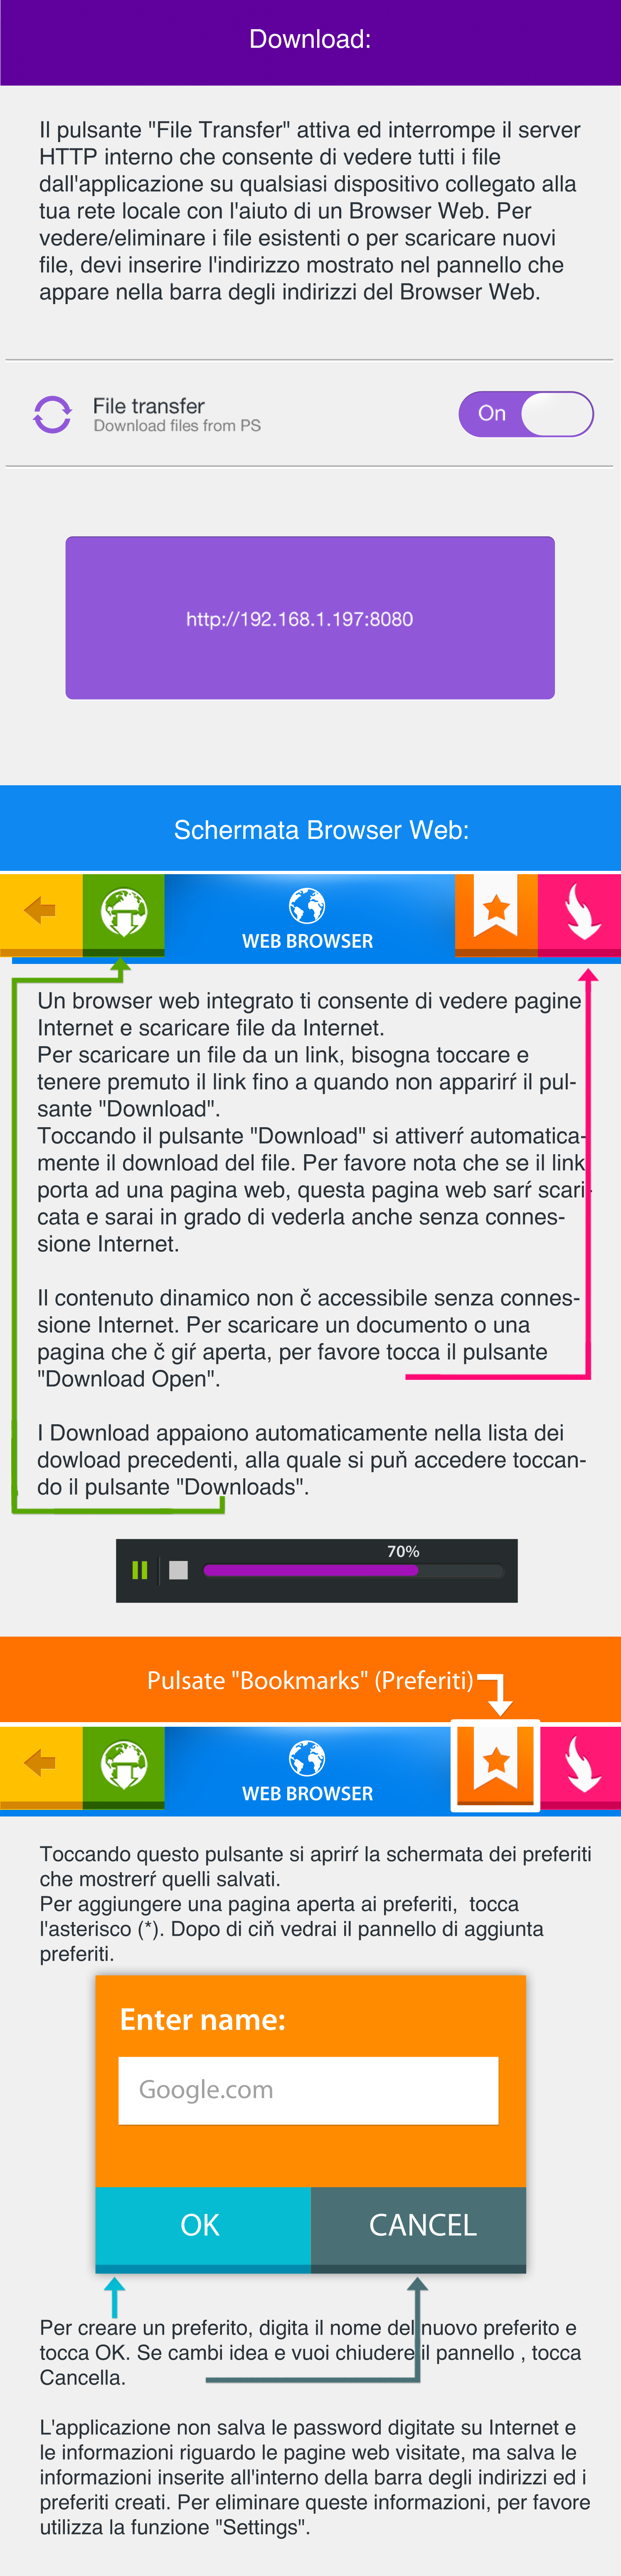 Download:
Il pulsante "File Transfer" attiva ed interrompe il server
HTTP interno che consente di vedere tutti i file
dall'applicazione su qualsiasi dispositivo collegato alla
tua rete locale con l'aiuto di un Browser Web. Per
vedere/eliminare i file esistenti o per scaricare nuovi
file, devi inserire l'indirizzo mostrato nel pannello che
appare nella barra degli indirizzi del Browser Web.
File transfer
On
Download files from PS
http://192.168.1.197:8080
Schermata Browser Web:
WEB BROWSER
Un browser web integrato ti consente di vedere pagine
Internet e scaricare file da Internet.
Per scaricare un file da un link, bisogna toccare e
tenere premuto il link fino a quando non apparirŕ il pul-
sante "Download".
Toccando il pulsante "Download" si attiverŕ automatica-
mente il download del file. Per favore nota che se il link
porta ad una pagina web, questa pagina web sarŕ scari-
cata e sarai in grado di vederla anche senza connes-
sione Internet.
Il contenuto dinamico non č accessibile senza connes-
sione Internet. Per scaricare un documento o una
pagina che č giŕ aperta, per favore tocca il pulsante
"Download Open".
I Download appaiono automaticamente nella lista dei
dowload precedenti, alla quale si puň accedere toccan-
do il pulsante "Downloads".
70%
Pulsate "Bookmarks" (Preferiti)
WEB BROWSER
Toccando questo pulsante si aprirŕ la schermata dei preferiti
che mostrerŕ quelli salvati.
Per aggiungere una pagina aperta ai preferiti,  tocca
l'asterisco (*). Dopo di ciň vedrai il pannello di aggiunta
preferiti.
Enter name:
Google.com
OK
CANCEL
Per creare un preferito, digita il nome del nuovo preferito e
tocca OK. Se cambi idea e vuoi chiudere il pannello , tocca
Cancella.
L'applicazione non salva le password digitate su Internet e
le informazioni riguardo le pagine web visitate, ma salva le
informazioni inserite all'interno della barra degli indirizzi ed i
preferiti creati. Per eliminare queste informazioni, per favore
utilizza la funzione "Settings".